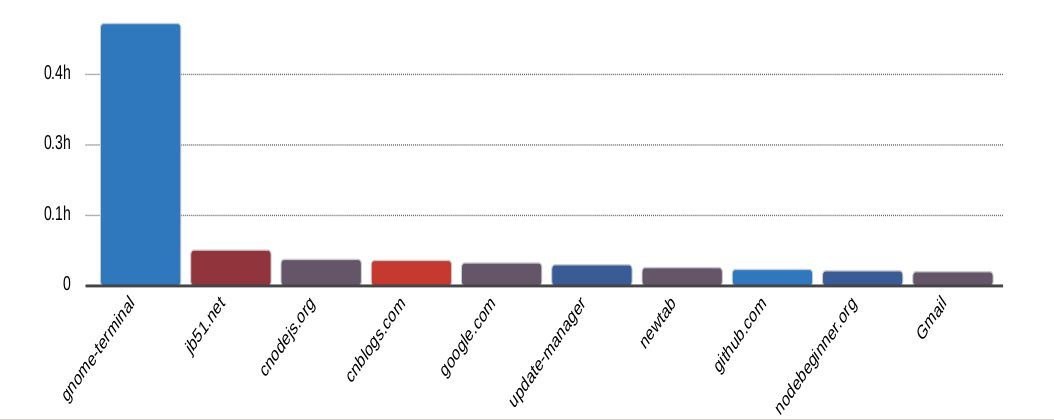 0.4h
0.3h
0.1h
0
gnome-terminal
jb51.net
cnodejs.org
cnblogs.com
google.com
update-manager
newtab
github.com
nodebeginner.org
Gmail